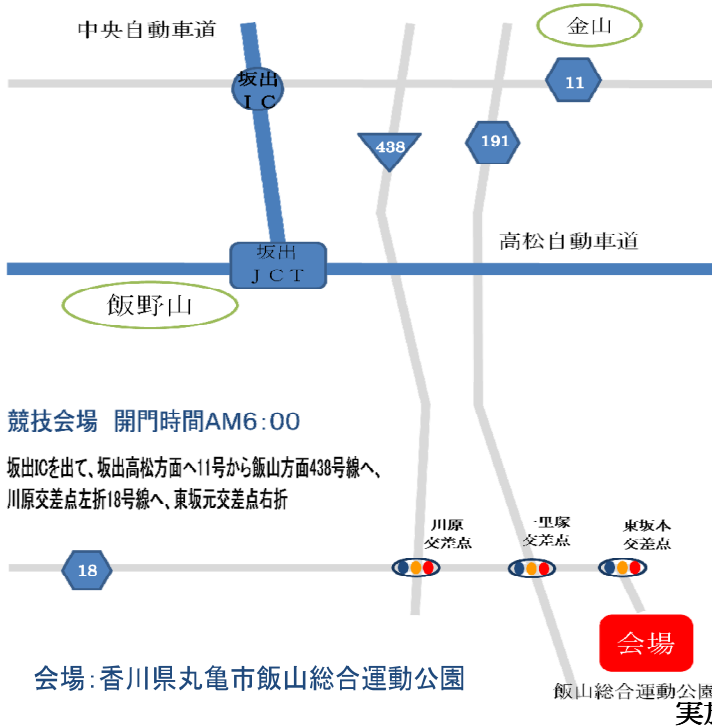 中央自動車道
金山
坂出
ＩＣ
11
438
191
高松自動車道
坂出
ＪＣＴ
飯野山
競技会場 開門時間AM6：00
坂出ICを出て、坂出高松方面へ11号から飯山方面438号線へ、
川原交差点左折18号線へ、東坂元交差点右折
川原
交差点
一里塚
交差点
東坂本
交差点
18
会場
会場：香川県丸亀市飯山総合運動公園
飯山総合運動公園
実施